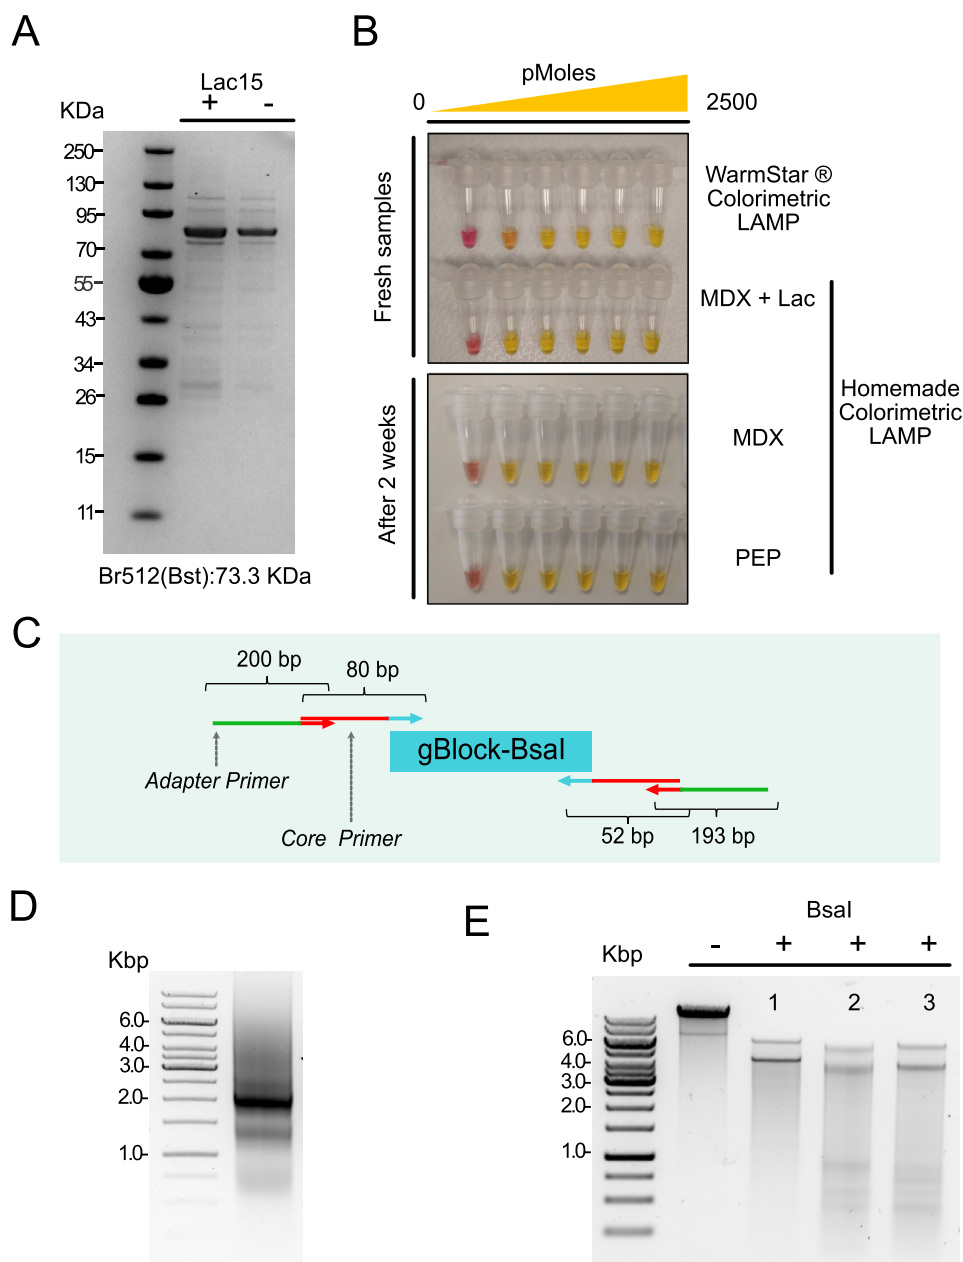 A
Lac15
KDa
+ -
250
130
95
70
55
43
34
26
15
11
Br512(Bst):73.3 KDa
B
pMoles
0
2500
Fresh samples
After 2 weeks
WarmStar ®
Colorimetric
LAMP
MDX + Lac
MDX
PEP
Homemade
Colorimetric
LAMP
C
200 bp
80 bp
gBlock-BsaI
Adapter Primer
Core Primer
52 bp
193 bp
D
Kbp
6.0
4.0
3.0
2.0
1.0
E
BsaI
Kbp
- + + +
1 2 3
6.0
4.0
3.0
2.0
1.0